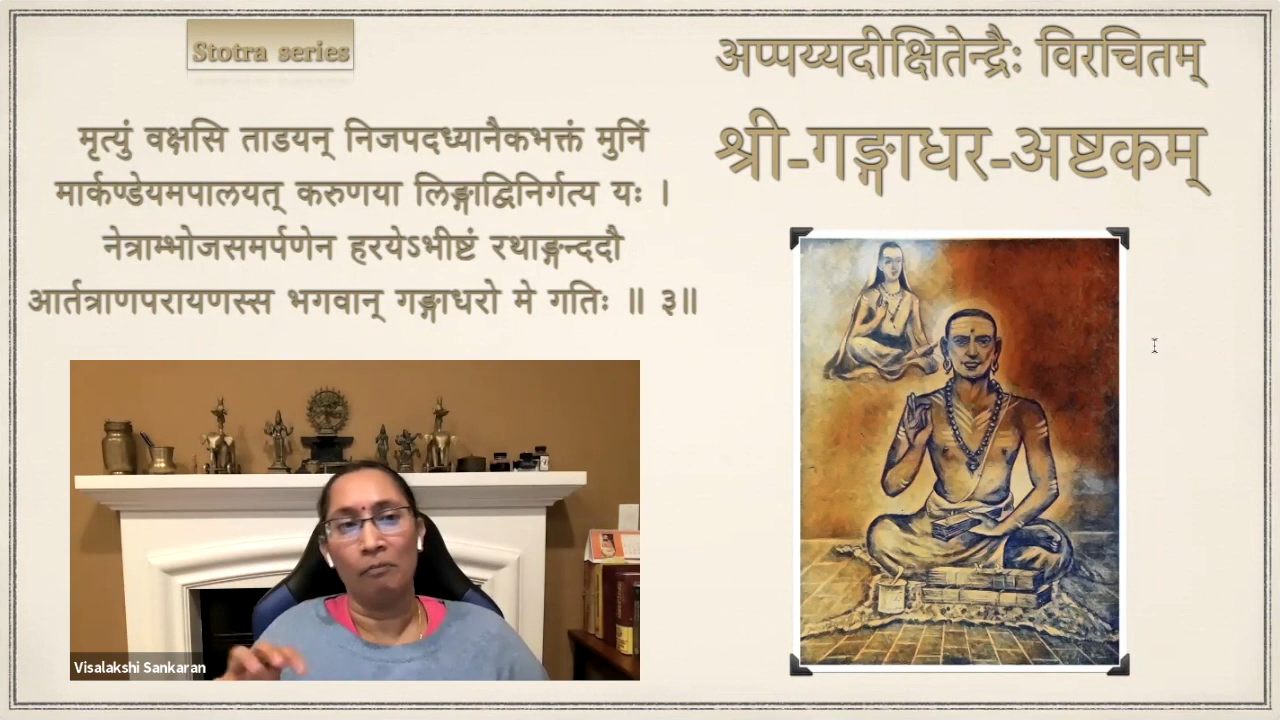 Stotra series
अप्पय्यदीक्षितेन्द्रैः विरचितम्
श्री-गङ्गाधर-अष्टकम्
मृत्युं वक्षसि ताडयन् निजपदध्यानैकभक्तं मुनिं
मार्कण्डेयमपालयत् करुणया लिङ्गाद्विनिर्गत्य यः ।
नेत्राम्भोजसमर्पणेन हरयेऽभीष्टं रथाङ्गन्ददौ
आर्तत्राणपरायणस्स भगवान् गङ्गाधरो मे गतिः ॥ ३॥
Visalakshi Sankaran